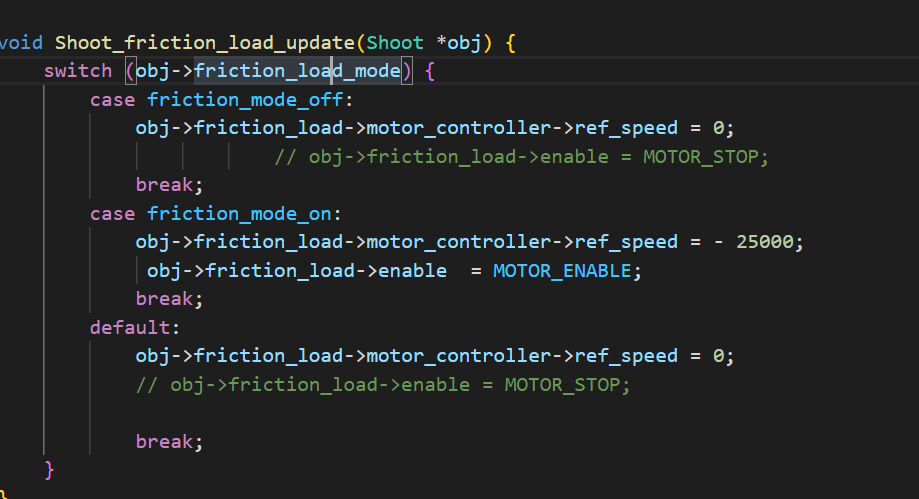 void Shoot_friction_load_update(Shoot *obj) {
    switch (obj->friction_load_mode) {
        case friction_mode_off:
            obj->friction_load->motor_controller->ref_speed = 0;
                        // obj->friction_load->enable = MOTOR_STOP;
            break;
        case friction_mode_on:
            obj->friction_load->motor_controller->ref_speed = - 25000;
             obj->friction_load->enable  = MOTOR_ENABLE;
            break;
        default:
            obj->friction_load->motor_controller->ref_speed = 0;
            // obj->friction_load->enable = MOTOR_STOP;

            break;
    }
}